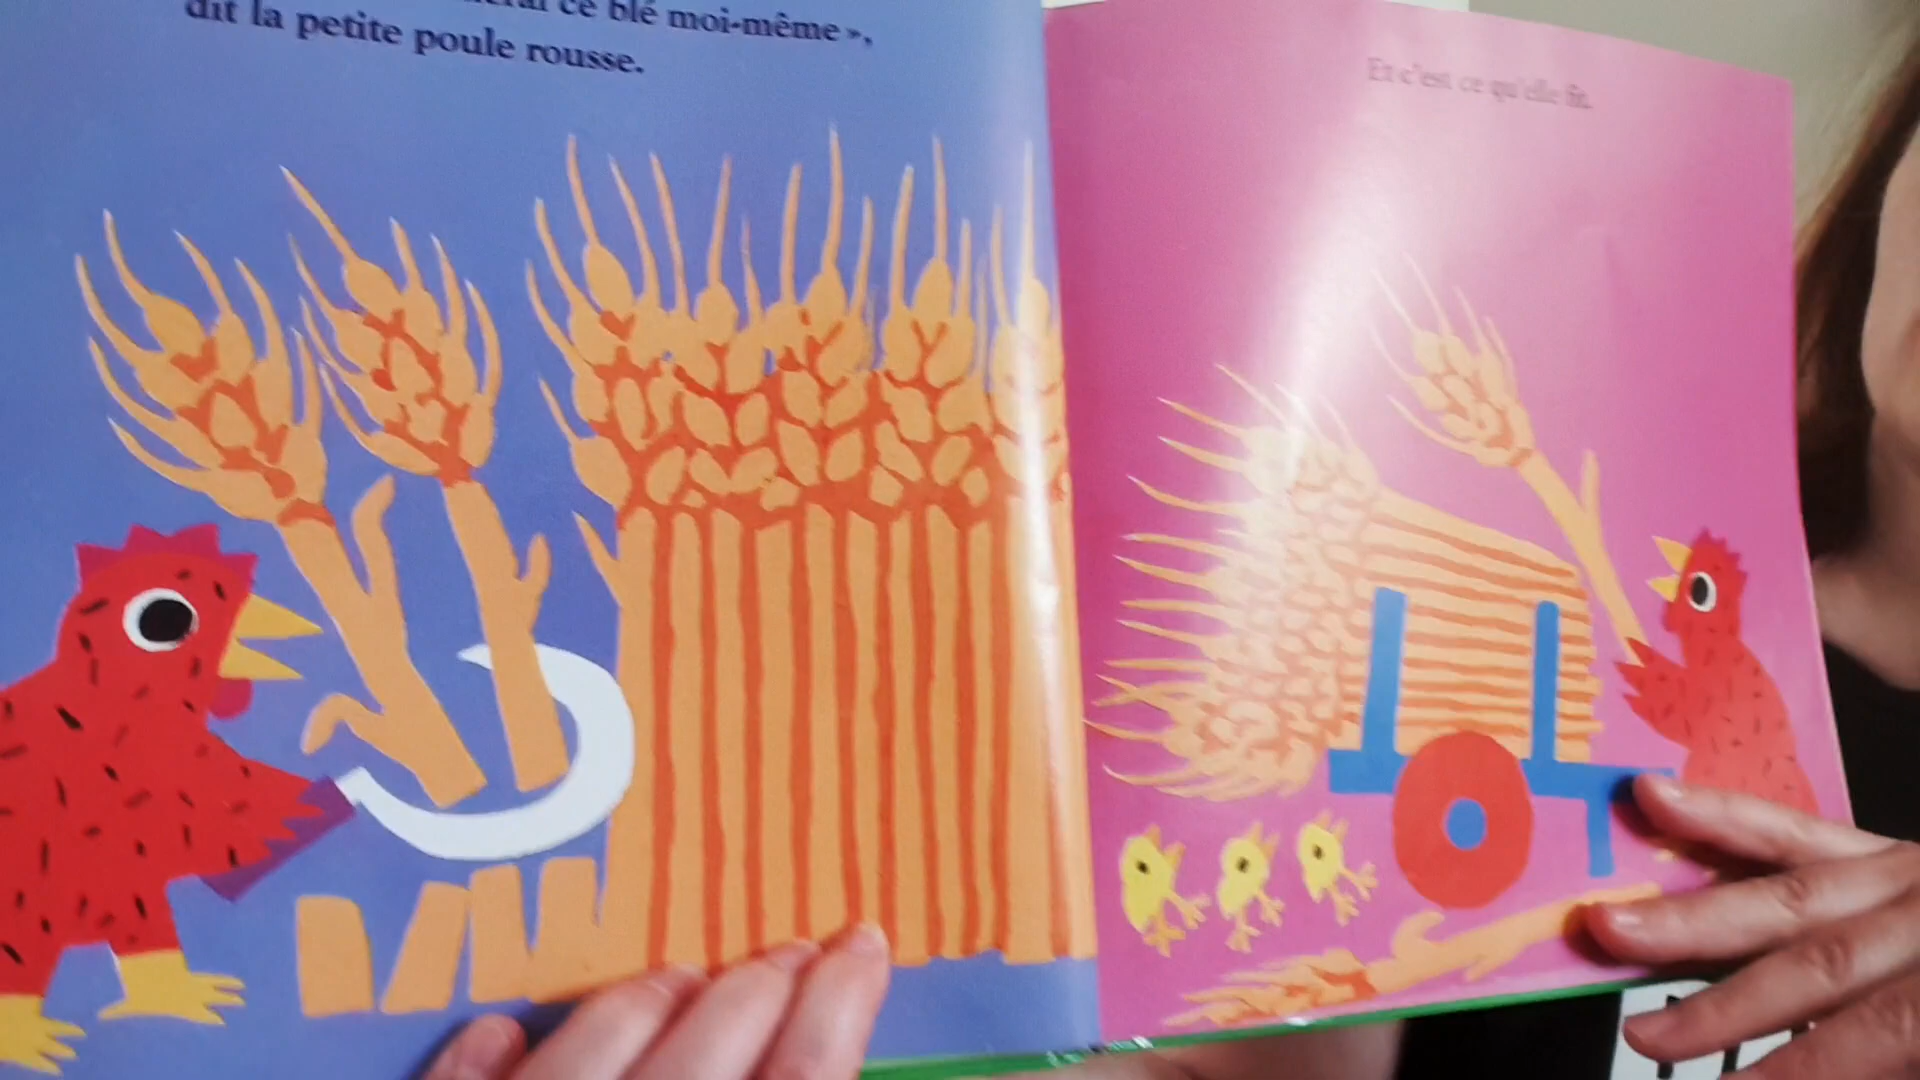 ce blé moi-même »,
dit la petite poule rousse.
Et c'est ce qu'elle fit.